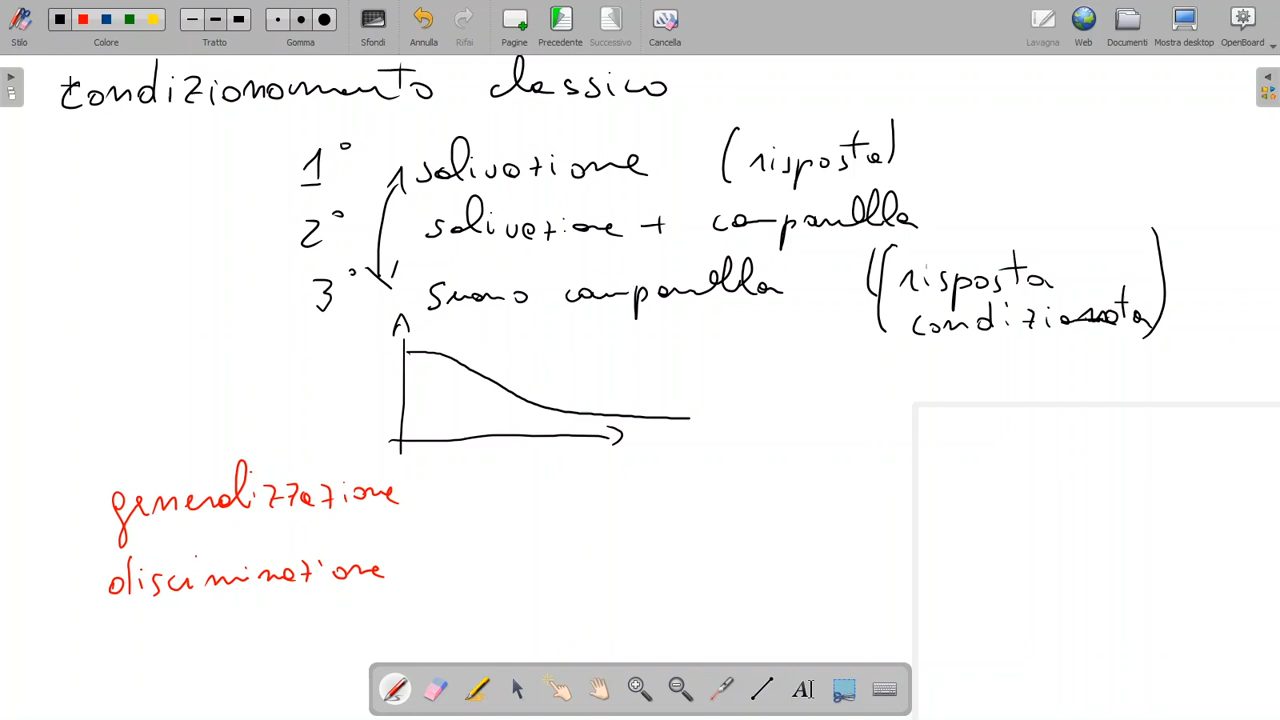 Stilo Colore Tratto Gomma Sfondi Annulla Rifai Pagine Precedente Successivo Cancella Lavagna Web Documenti Mostra desktop OpenBoard
condizionamento classico
1° salivazione (risposta)
2° salivazione + campanella
3° suono campanella (risposta
condizionata)
A
generalizzazione
discriminazione
AI